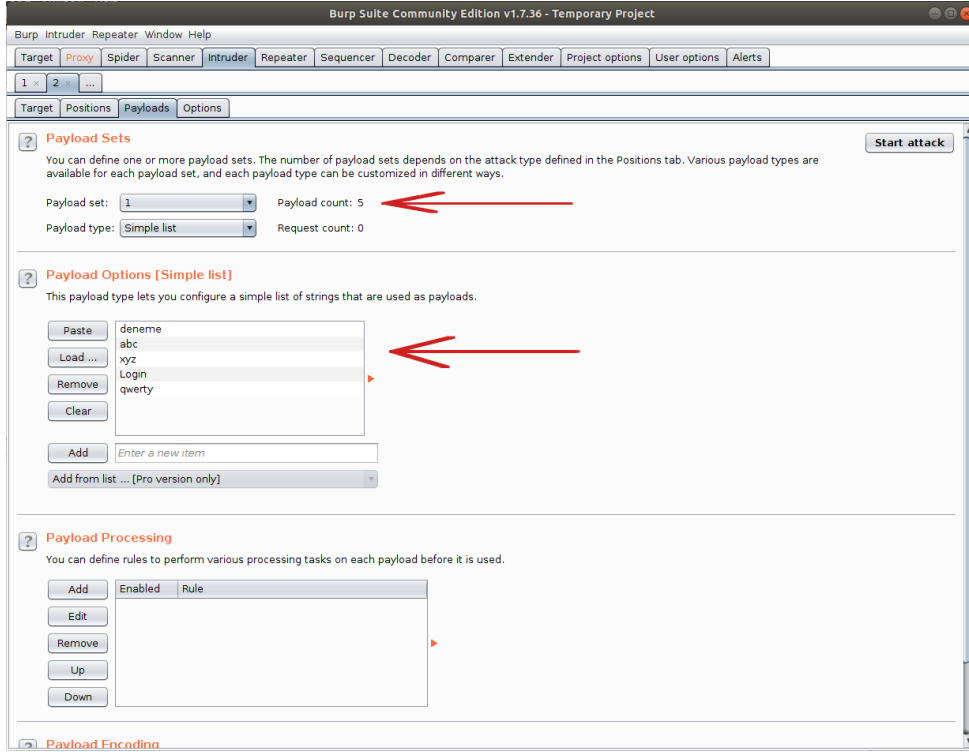 Burp Suite Community Edition v1.7.36 - Temporary Project
Burp Intruder Repeater Window Help
Target Proxy Spider Scanner Intruder Repeater Sequencer Decoder Comparer Extender Project options User options Alerts
1 × 2 × ...
Target Positions Payloads Options
? Payload Sets
Start attack
You can define one or more payload sets. The number of payload sets depends on the attack type defined in the Positions tab. Various payload types are
available for each payload set, and each payload type can be customized in different ways.
Payload set: 1 Payload count: 5
Payload type: Simple list Request count: 0
? Payload Options [Simple list]
This payload type lets you configure a simple list of strings that are used as payloads.
Paste deneme
abc
Load ... xyz
Login
Remove qwerty
Clear
Add Enter a new item
Add from list ... [Pro version only]
? Payload Processing
You can define rules to perform various processing tasks on each payload before it is used.
Add Enabled Rule
Edit
Remove
Up
Down
? Payload Encoding